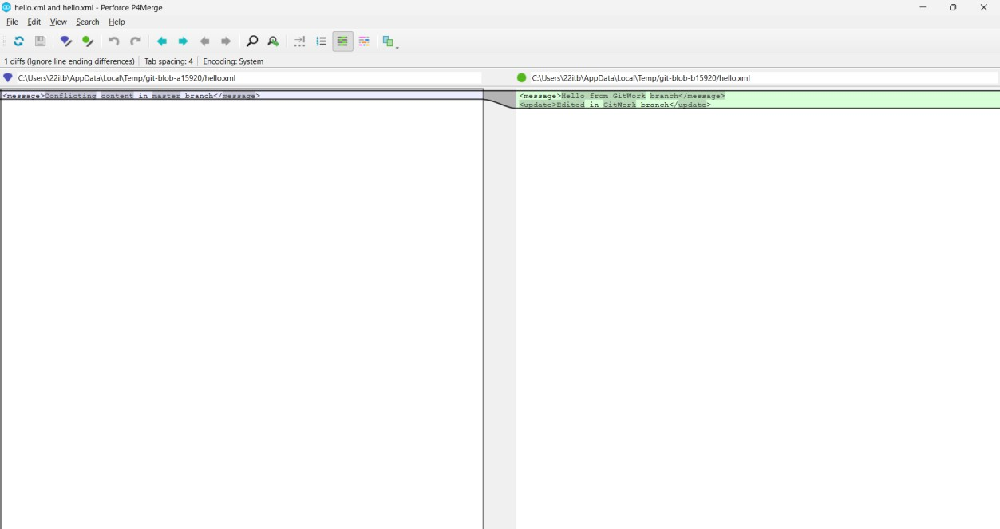 hello.xml and hello.xml - Perforce P4Merge
File Edit View Search Help
1 diffs (Ignore line ending differences) Tab spacing: 4 Encoding: System
C:\Users\22itb\AppData\Local\Temp/git-blob-a15920/hello.xml
C:\Users\22itb\AppData\Local\Temp/git-blob-b15920/hello.xml
<message>Conflicting content in master branch</message>
<message>Hello from GitWork branch</message>
<update>Edited in GitWork branch</update>